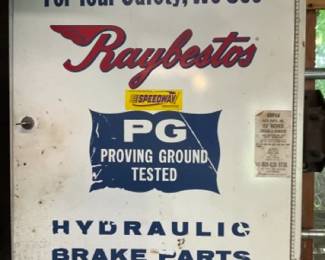 For Your Safety, We Use
Raybestos®
SPEEDWAY
PG
PROVING GROUND
TESTED
HYDRAULIC
BRAKE PARTS